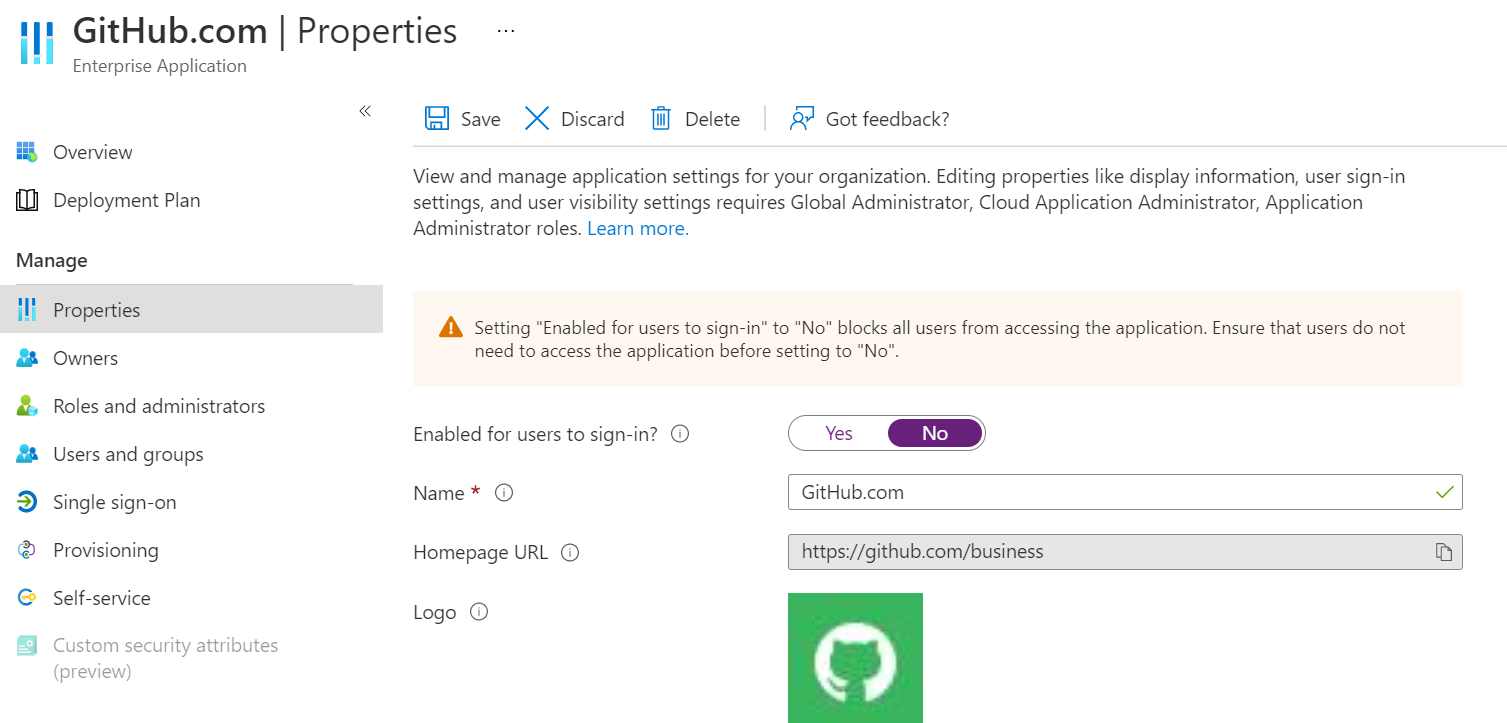 GitHub.com | Properties ...
Enterprise Application
«
Overview
Deployment Plan
Manage
Properties
Owners
Roles and administrators
Users and groups
Single sign-on
Provisioning
Self-service
Custom security attributes
(preview)
Save Discard Delete Got feedback?
View and manage application settings for your organization. Editing properties like display information, user sign-in
settings, and user visibility settings requires Global Administrator, Cloud Application Administrator, Application
Administrator roles. Learn more.
Setting "Enabled for users to sign-in" to "No" blocks all users from accessing the application. Ensure that users do not
need to access the application before setting to "No".
Enabled for users to sign-in? Yes No
Name * GitHub.com
Homepage URL https://github.com/business
Logo